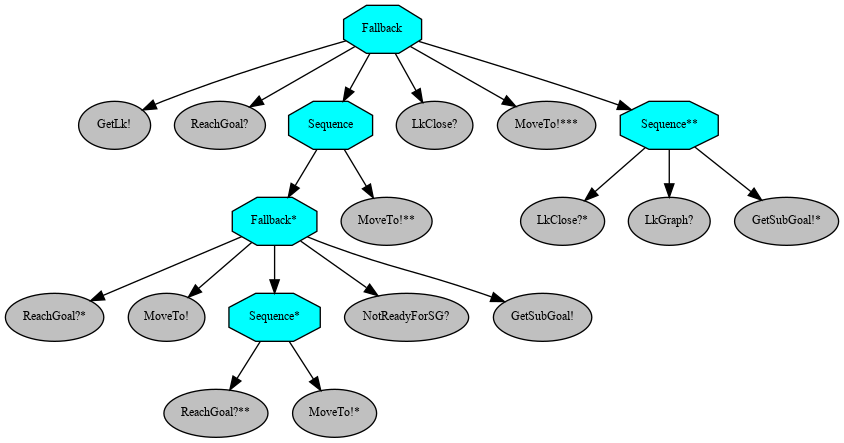 Fallback
GetLk!
ReachGoal?
Sequence
LkClose?
MoveTo!***
Sequence**
Fallback*
MoveTo!**
LkClose?*
LkGraph?
GetSubGoal!*
ReachGoal?*
MoveTo!
Sequence*
NotReadyForSG?
GetSubGoal!
ReachGoal?**
MoveTo!*